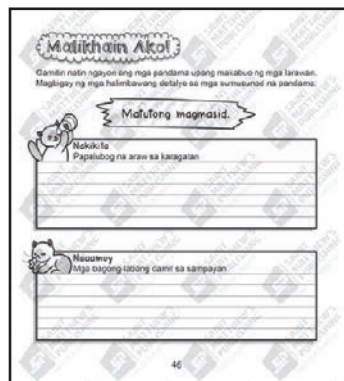 Malikhain Ako!
Gamitin natin ngayon ang mga pandama upang makabuo ng mga larawan.
Magbigay ng mga halimbawang detalye sa mga sumusunod na pandama:
Matutong magmasid.
Nakikita
Papalubog na araw sa karagatan
Naaamoy
Mga bagong-labang damit sa sampayan
46